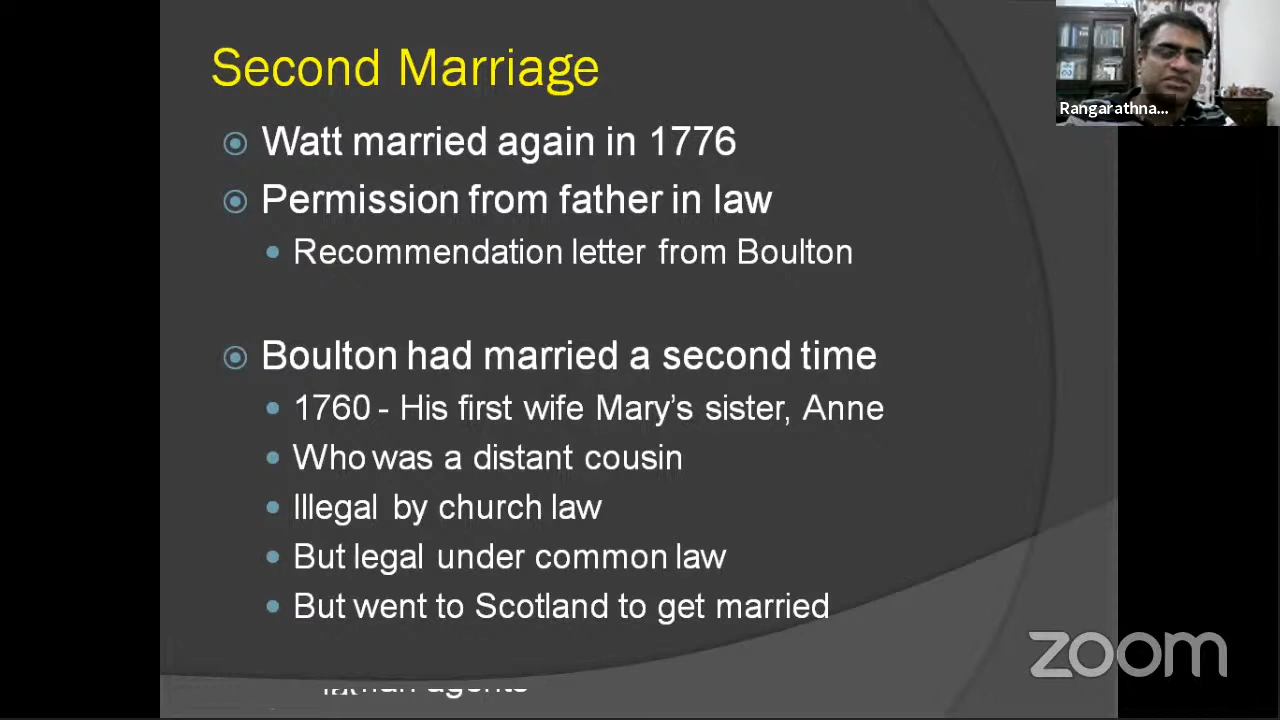 Second Marriage
Rangarathna...
Watt married again in 1776
Permission from father in law
Recommendation letter from Boulton
Boulton had married a second time
1760 - His first wife Mary's sister, Anne
Who was a distant cousin
Illegal by church law
But legal under common law
But went to Scotland to get married
zoom
agents